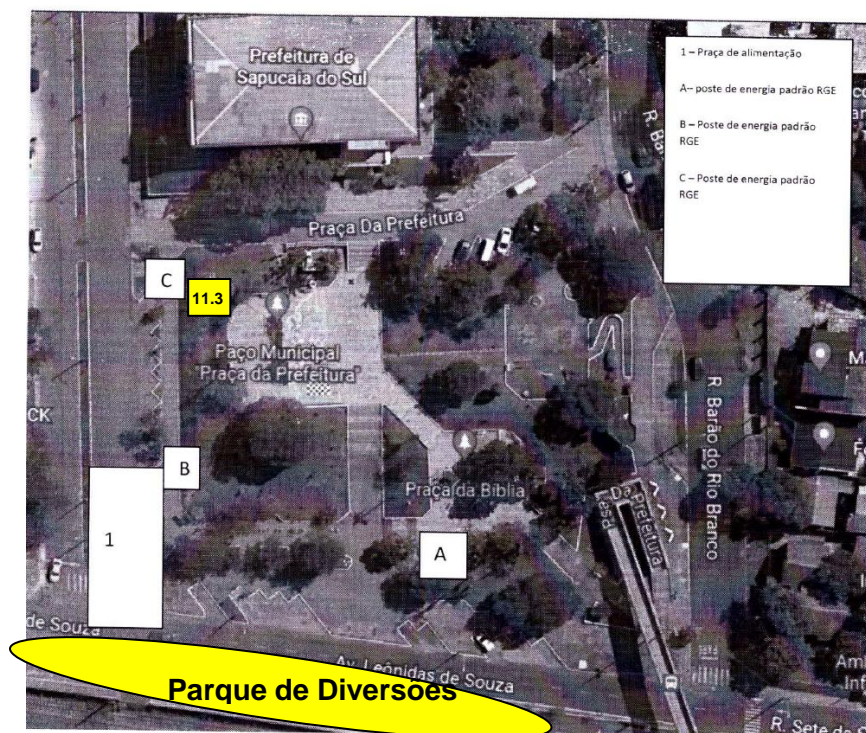 Prefeitura de
Sapucaia do Sul
1 – Praça de alimentação
A– poste de energia padrão RGE
B – Poste de energia padrão
RGE
C – Poste de energia padrão
RGE
Praça Da Prefeitura
C
11.3
Paço Municipal
"Praça da Prefeitura"
CK
B
Praça da Bíblia
R. Barão do Rio Branco
Da Prefeitura
1
A
de Souza
Av. Leônidas de Souza
Parque de Diversões
R. Sete de